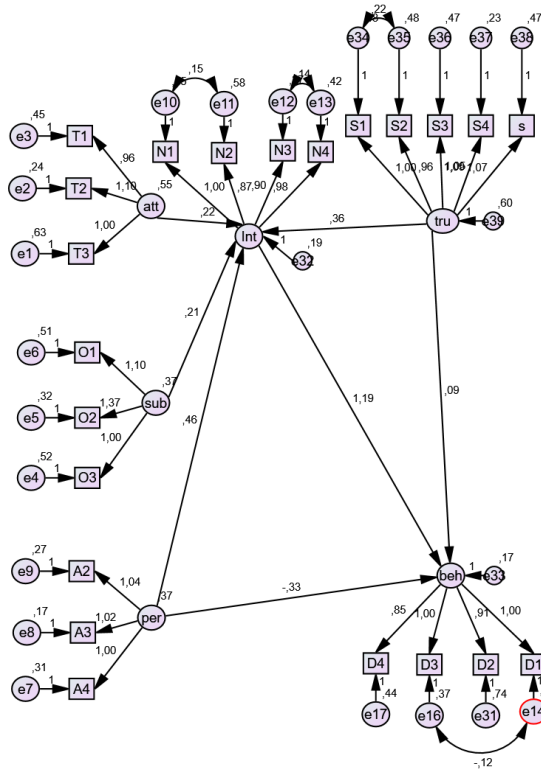 ,22
e34 e35 ,48 e36 ,47 e37 ,23 e38 ,47
1 1 1 1 1
S1 S2 S3 S4 s
1,00 ,96 1,07
,15
e10 e11 ,58 e12 e13 ,42
1 1 1 1
N1 N2 N3 N4
1,00 ,87 ,90 ,98
,45
e3 1 T1
,96
,24
e2 1 T2
1,10
att ,55
,63
e1 1 T3
1,00
,22
Int
1 ,19
e32
,36
tru 1 ,60
e39
,21
,51
e6 1 O1
1,10
,32
e5 1 O2
1,37
sub ,37
,52
e4 1 O3
1,00
,46
1,19
,09
,27
e9 1 A2
1,04
,17
e8 1 A3
1,02
per ,37
,31
e7 1 A4
1,00
-,33
beh 1 ,17
e33
,85 1,00 ,91 1,00
D4 D3 D2 D1
1 1 1 1
,44 ,37 ,74
e17 e16 e31 e14
-,12